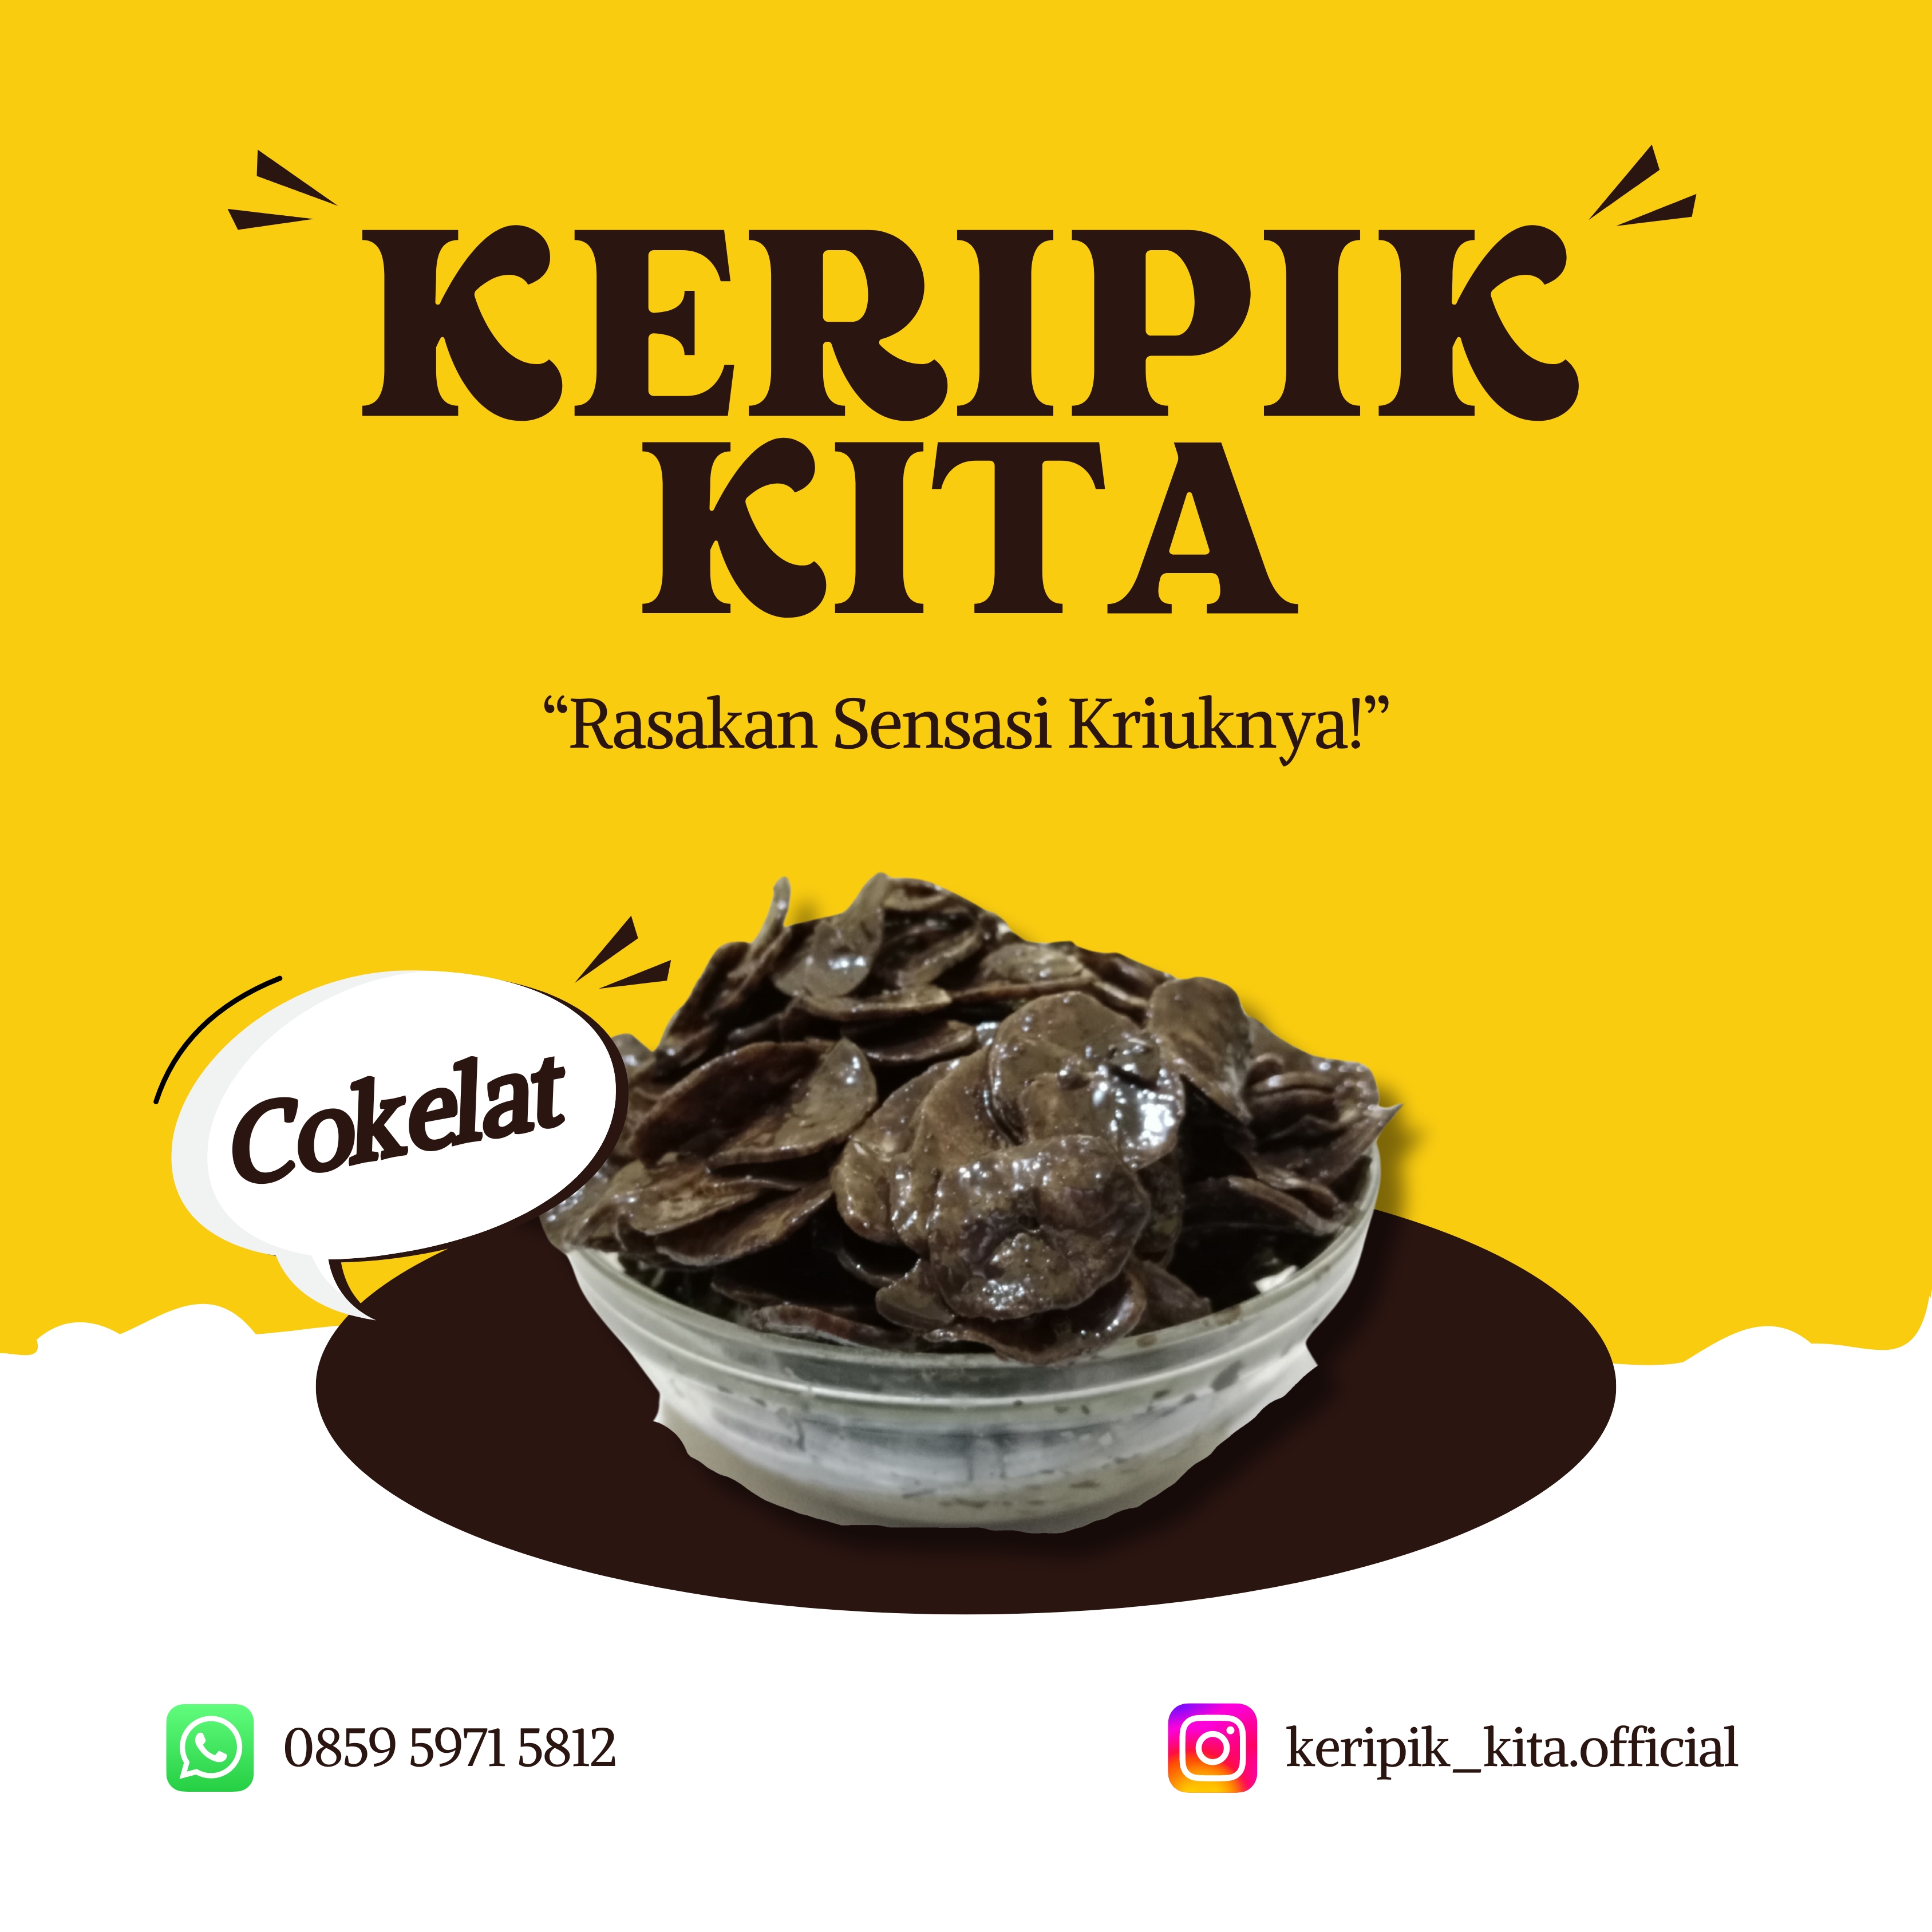 KERIPIK
KITA
“Rasakan Sensasi Kriuknya!”
Cokelat
0859 5971 5812
keripik_kita.official